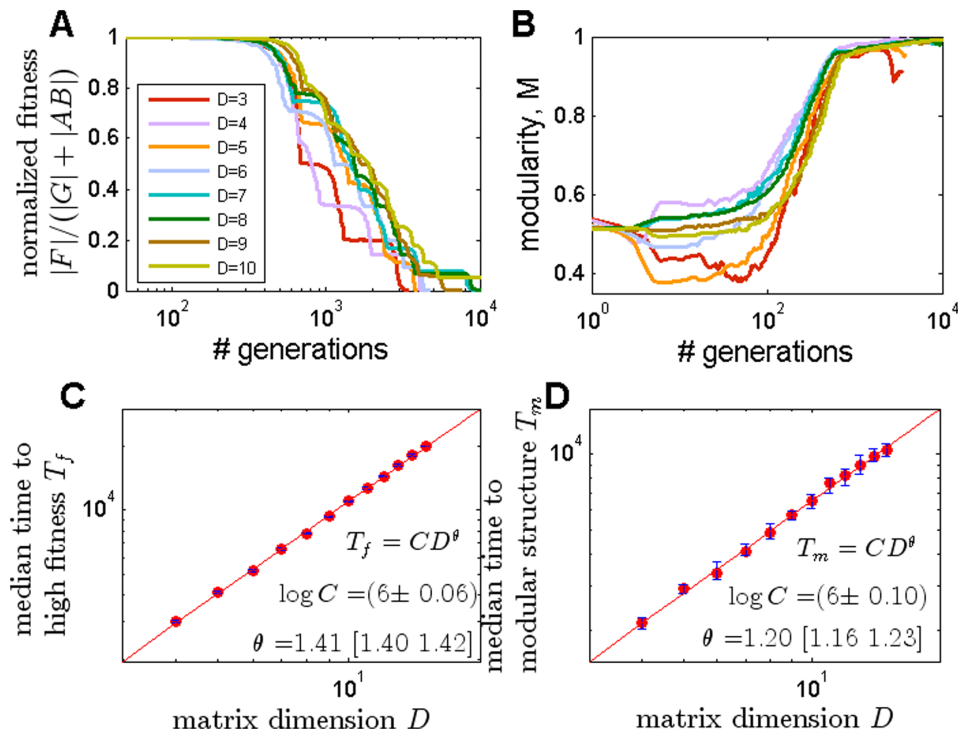 A
normalized fitness
|F|/(|G| + |AB|)
1
0.8
0.6
0.4
0.2
0
D=3
D=4
D=5
D=6
D=7
D=8
D=9
D=10
10^2
10^3
10^4
# generations
B
modularity, M
1
0.8
0.6
0.4
10^0
10^2
10^4
# generations
C
median time to
high fitness T_f
10^4
T_f = CD^θ
log C =(6± 0.06)
θ =1.41 [1.40 1.42]
10^1
matrix dimension D
D
median time to
modular structure T_m
10^4
T_m = CD^θ
log C =(6± 0.10)
θ =1.20 [1.16 1.23]
10^1
matrix dimension D